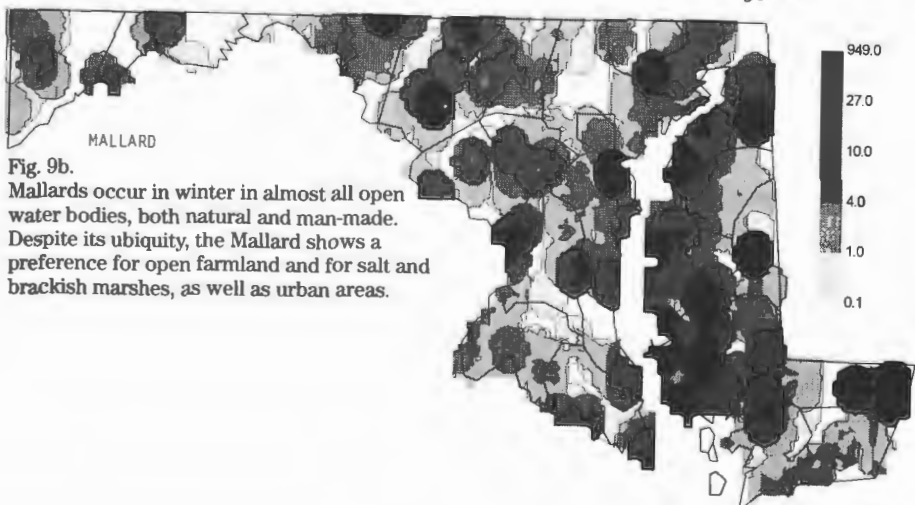 MALLARD
Fig. 9b.
Mallards occur in winter in almost all open
water bodies, both natural and man-made.
Despite its ubiquity, the Mallard shows a
preference for open farmland and for salt and
brackish marshes, as well as urban areas.
949.0
27.0
10.0
4.0
1.0
0.1